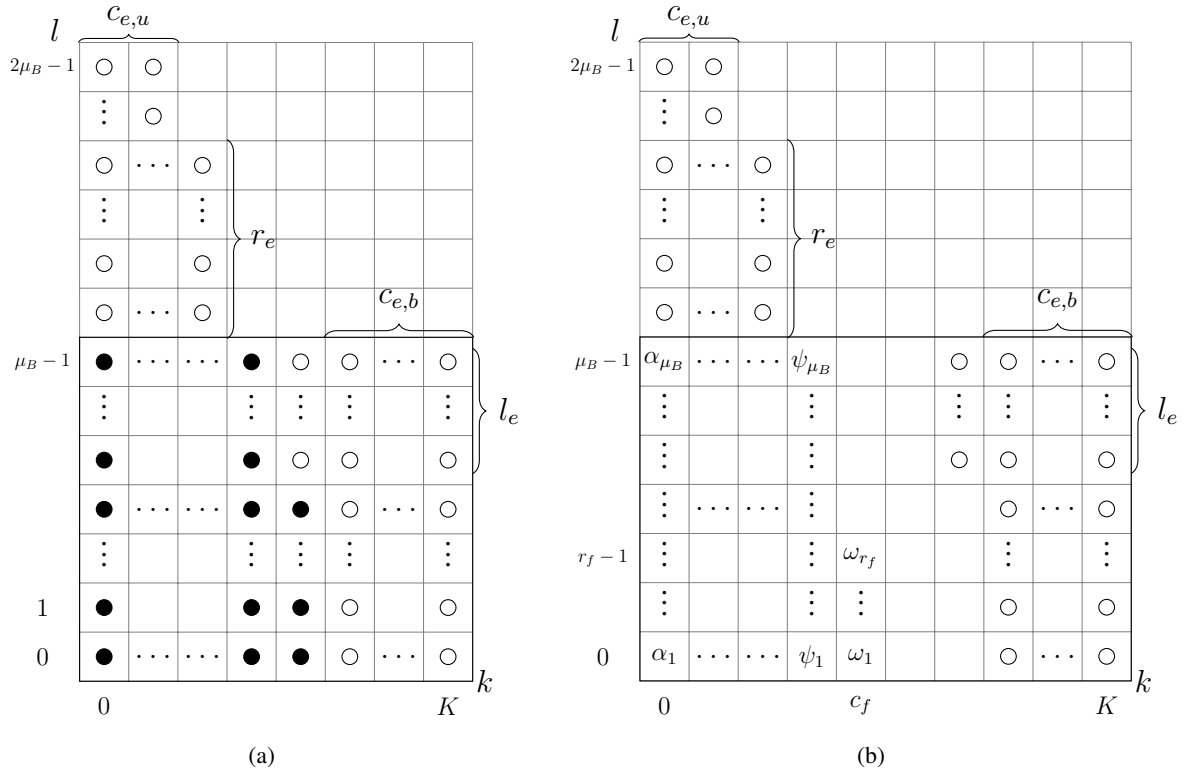 l
c_{e,u}
2μ_B − 1
⋮
⋯
⋮ ⋮
r_e
⋯
c_{e,b}
μ_B − 1
⋯ ⋯ ⋯
⋮ ⋮ ⋮ ⋮
l_e
⋯ ⋯ ⋯
⋮ ⋮ ⋮ ⋮
1
0
⋯ ⋯ ⋯
k
0
K
(a)
l
c_{e,u}
2μ_B − 1
⋮
⋯
⋮ ⋮
r_e
⋯
c_{e,b}
μ_B − 1 α_{μ_B} ⋯ ⋯ ψ_{μ_B} ⋯
⋮ ⋮ ⋮ ⋮ ⋮
l_e
⋮ ⋮
⋮ ⋯ ⋯ ⋮ ⋯
r_f − 1 ⋮ ⋮ ω_{r_f} ⋮ ⋮
⋮ ⋮ ⋮
0 α_1 ⋯ ⋯ ψ_1 ω_1 ⋯
k
0 c_f K
(b)